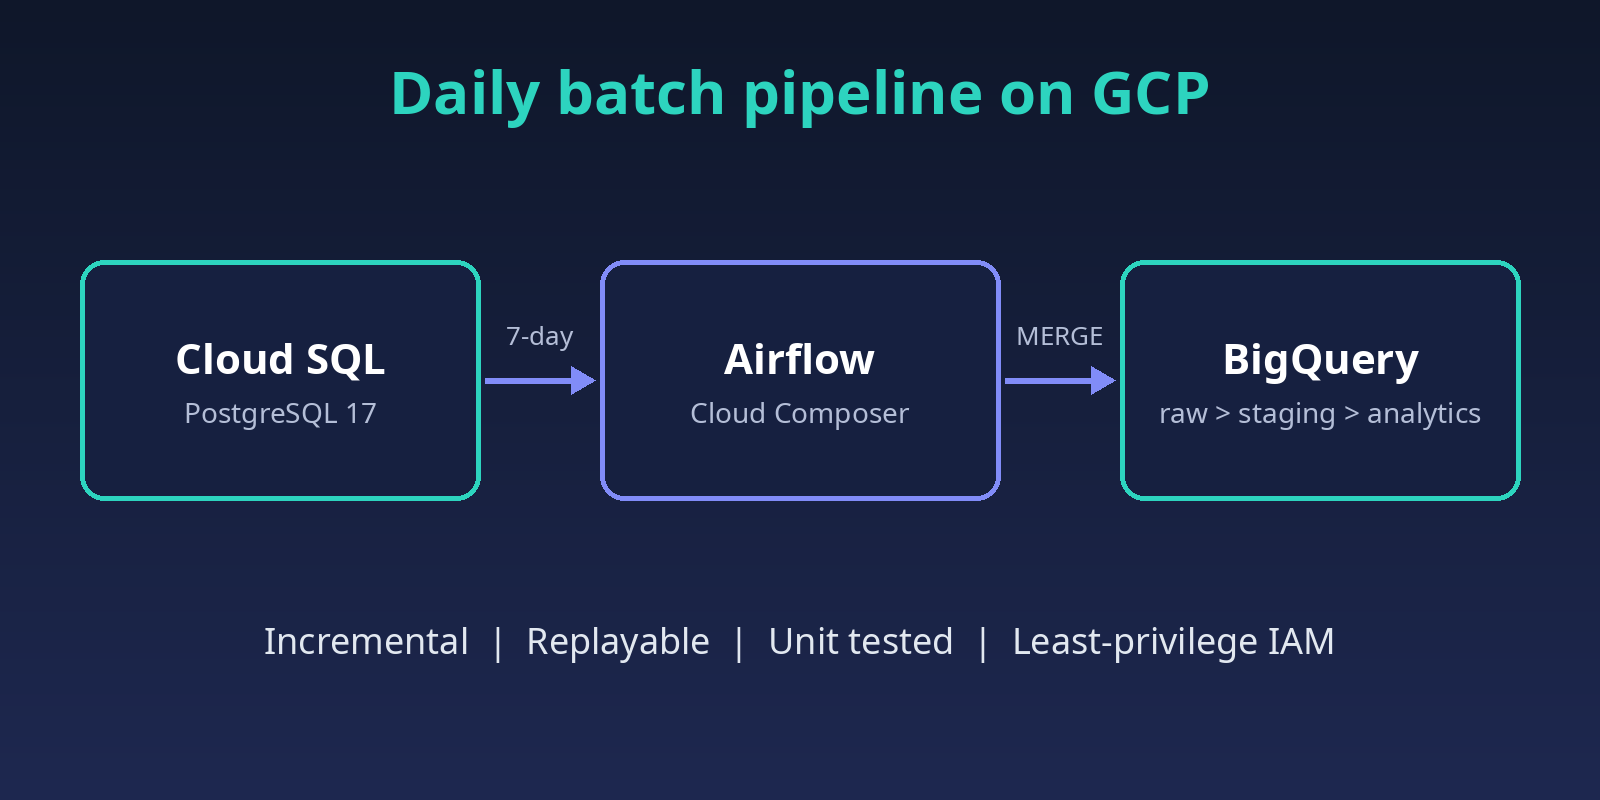 Daily batch pipeline on GCP
Cloud SQL
PostgreSQL 17
7-day
Airflow
Cloud Composer
MERGE
BigQuery
raw > staging > analytics
Incremental | Replayable | Unit tested | Least-privilege IAM